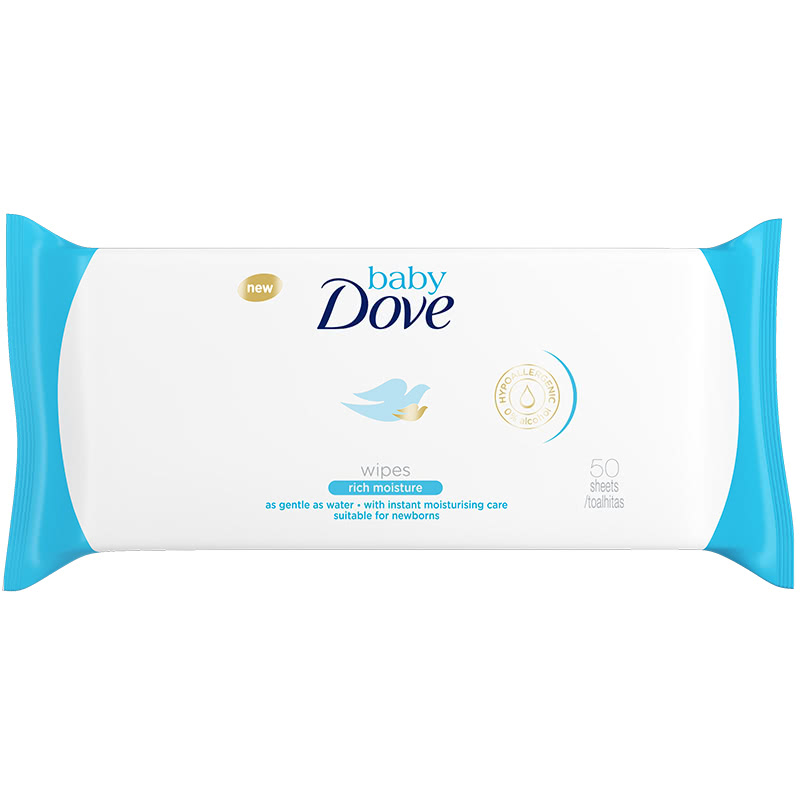 new
baby
Dove
HYPOALLERGENIC
0% alcohol
wipes
rich moisture
as gentle as water • with instant moisturising care
suitable for newborns
50
sheets
/toalhitas